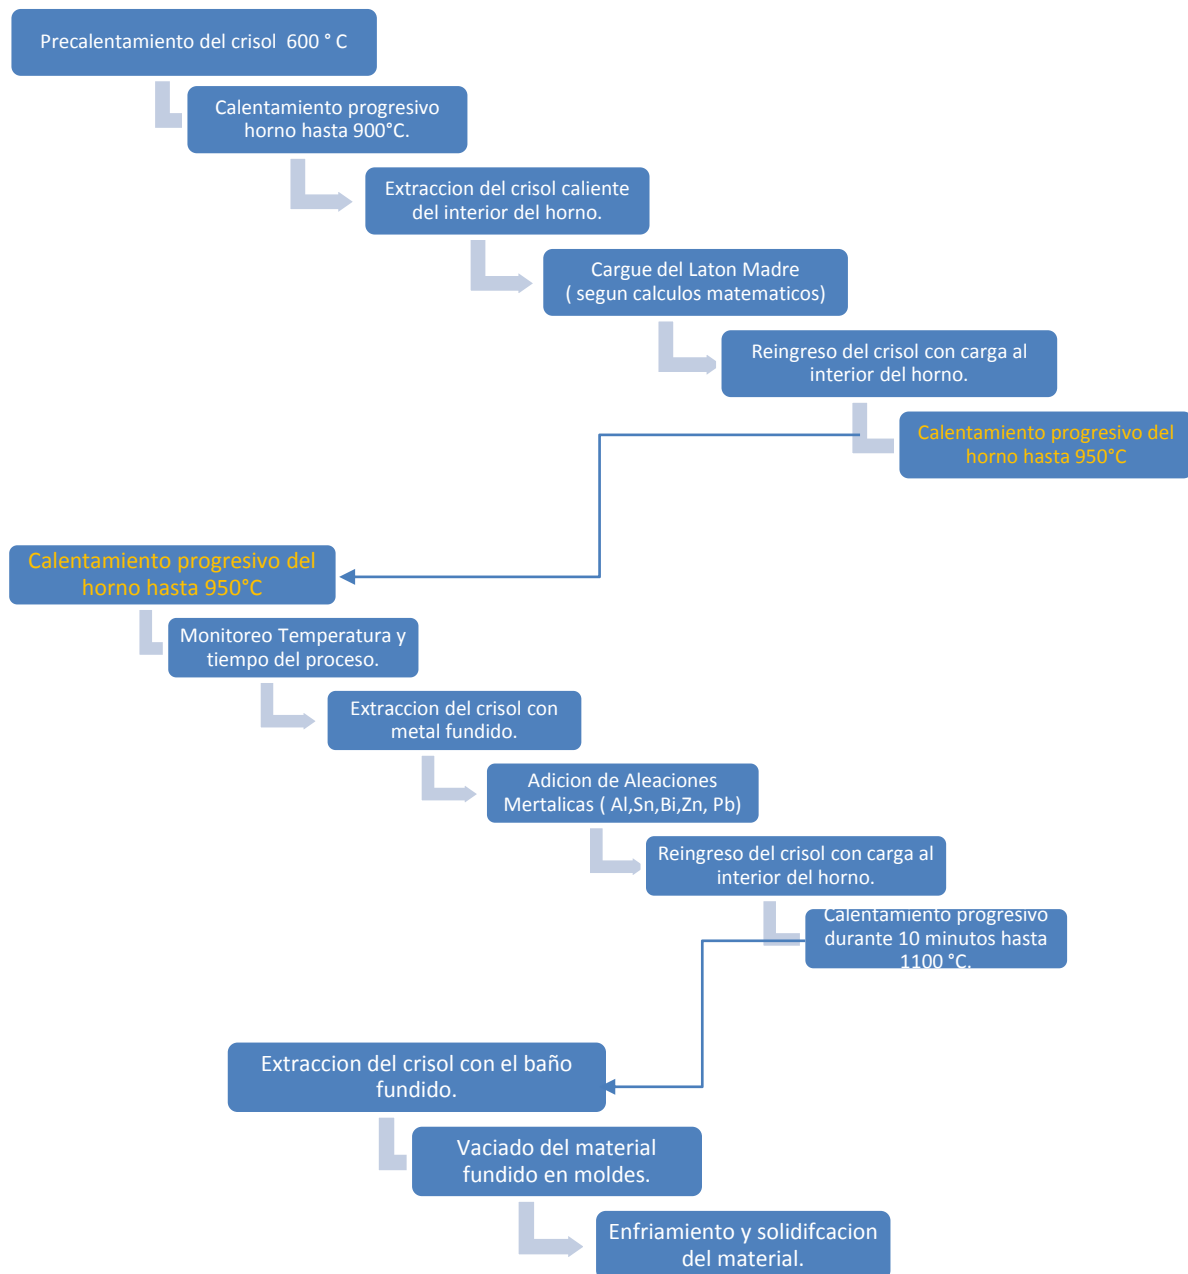 Precalentamiento del crisol 600 ° C
Calentamiento progresivo
horno hasta 900°C.
Extraccion del crisol caliente
del interior del horno.
Cargue del Laton Madre
( segun calculos matematicos)
Reingreso del crisol con carga al
interior del horno.
Calentamiento progresivo del
horno hasta 950°C
Calentamiento progresivo del
horno hasta 950°C
Monitoreo Temperatura y
tiempo del proceso.
Extraccion del crisol con
metal fundido.
Adicion de Aleaciones
Mertalicas ( Al,Sn,Bi,Zn, Pb)
Reingreso del crisol con carga al
interior del horno.
Calentamiento progresivo
durante 10 minutos hasta
1100 °C.
Extraccion del crisol con el baño
fundido.
Vaciado del material
fundido en moldes.
Enfriamiento y solidifcacion
del material.